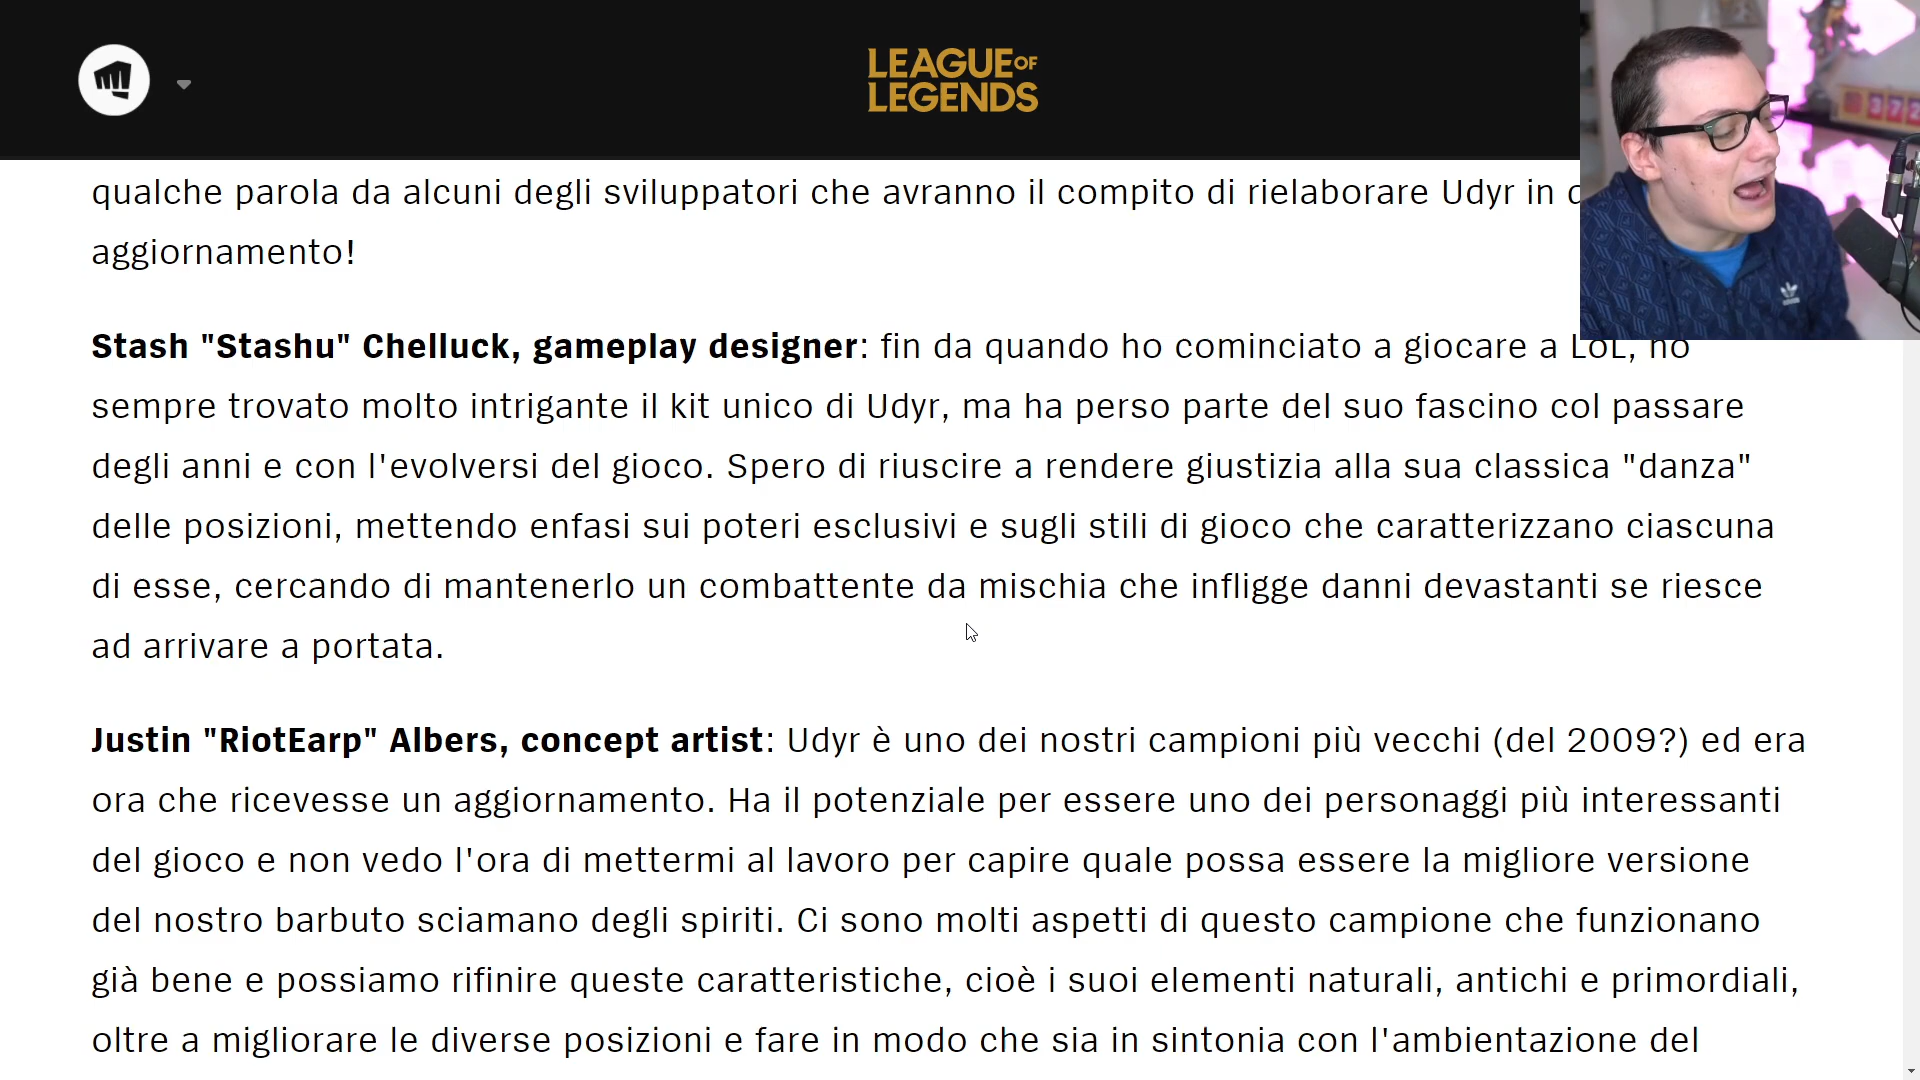 LEAGUE OF
LEGENDS
372
qualche parola da alcuni degli sviluppatori che avranno il compito di rielaborare Udyr in
aggiornamento!
Stash "Stashu" Chelluck, gameplay designer: fin da quando ho cominciato a giocare a LoL, ho
sempre trovato molto intrigante il kit unico di Udyr, ma ha perso parte del suo fascino col passare
degli anni e con l'evolversi del gioco. Spero di riuscire a rendere giustizia alla sua classica "danza"
delle posizioni, mettendo enfasi sui poteri esclusivi e sugli stili di gioco che caratterizzano ciascuna
di esse, cercando di mantenerlo un combattente da mischia che infligge danni devastanti se riesce
ad arrivare a portata.
Justin "RiotEarp" Albers, concept artist: Udyr è uno dei nostri campioni più vecchi (del 2009?) ed era
ora che ricevesse un aggiornamento. Ha il potenziale per essere uno dei personaggi più interessanti
del gioco e non vedo l'ora di mettermi al lavoro per capire quale possa essere la migliore versione
del nostro barbuto sciamano degli spiriti. Ci sono molti aspetti di questo campione che funzionano
già bene e possiamo rifinire queste caratteristiche, cioè i suoi elementi naturali, antichi e primordiali,
oltre a migliorare le diverse posizioni e fare in modo che sia in sintonia con l'ambientazione del